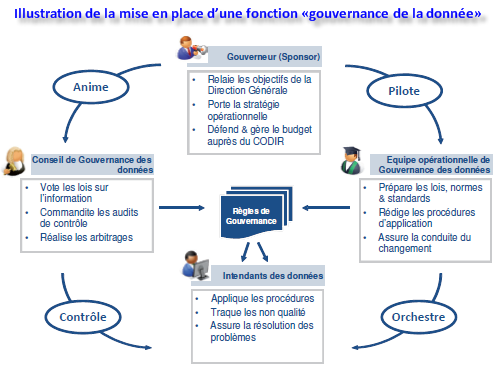 Illustration de la mise en place d'une fonction «gouvernance de la donnée»
Gouverneur (Sponsor)
• Relaie les objectifs de la
Direction Générale
• Porte la stratégie
opérationnelle
• Défend & gère le budget
auprès du CODIR
Anime
Pilote
Conseil de Gouvernance des
données
• Vote les lois sur
l'information
• Commandite les audits
de contrôle
• Réalise les arbitrages
Règles de
Gouvernance
Equipe opérationnelle de
Gouvernance des données
• Prépare les lois, normes
& standards
• Rédige les procédures
d'application
• Assure la conduite du
changement
Intendants des données
• Applique les procédures
• Traque les non qualité
• Assure la résolution des
problèmes
Contrôle
Orchestre